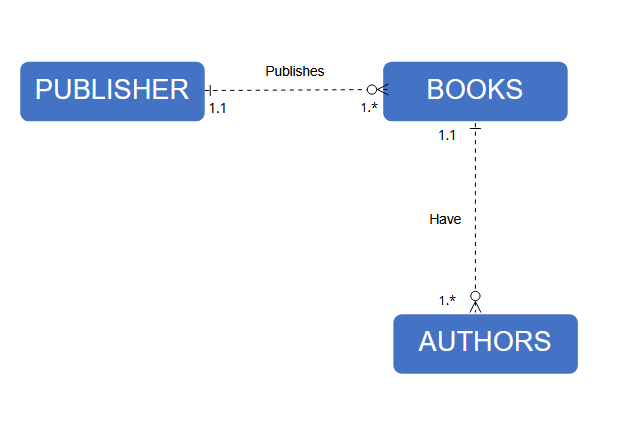 Publishes
PUBLISHER
BOOKS
1.1
1.*
1.1
Have
1.*
AUTHORS